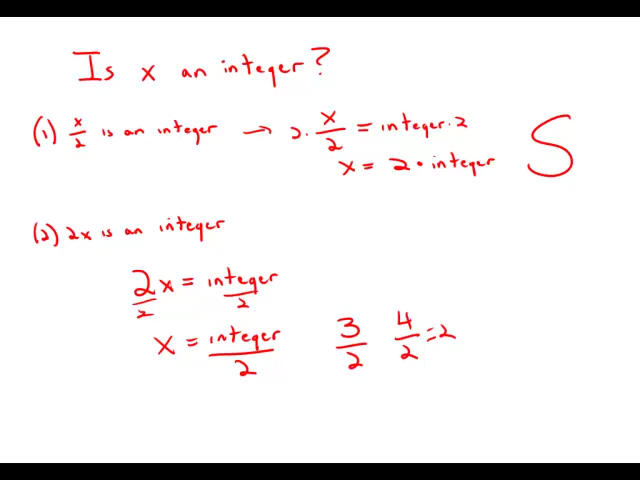 Is x an integer?
(1) x/2 is an integer → 2 · x/2 = integer · 2
x = 2 · integer
S
(2) 2x is an integer
2x/2 = integer/2
x = integer/2
3/2 4/2 = 2